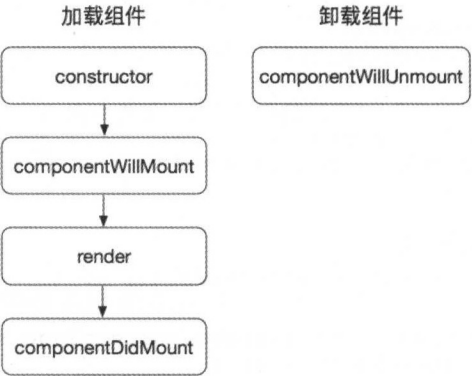 加载组件
卸载组件
constructor
componentWillUnmount
componentWillMount
render
componentDidMount